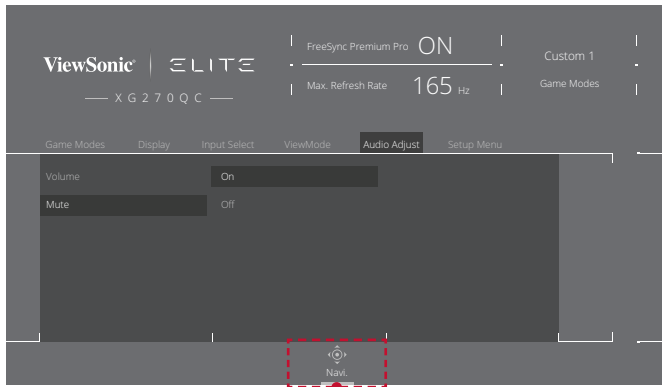 ViewSonic® ELITE
XG270QC
FreeSync Premium Pro ON
Max. Refresh Rate 165 Hz
Custom 1
Game Modes
Game Modes Display Input Select ViewMode Audio Adjust Setup Menu
Volume On
Mute Off
Navi.